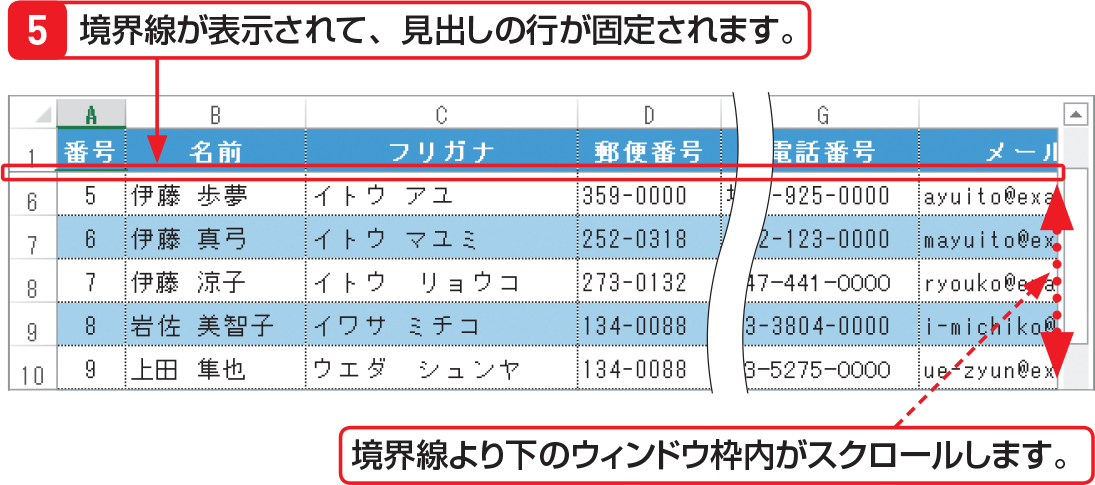 5 境界線が表示されて、見出しの行が固定されます。
A B C D G
1 番号 名前 フリガナ 郵便番号 電話番号 メール
6 5 伊藤 歩夢 イトウ アユ 359-0000 -925-0000 ayuito@exa
7 6 伊藤 真弓 イトウ マユミ 252-0318 2-123-0000 mayuito@ex
8 7 伊藤 涼子 イトウ リョウコ 273-0132 47-441-0000 ryouko@exa
9 8 岩佐 美智子 イワサ ミチコ 134-0088 3-3804-0000 i-michiko@
10 9 上田 隼也 ウエダ シュンヤ 134-0088 3-5275-0000 ue-zyun@ex
境界線より下のウィンドウ枠内がスクロールします。